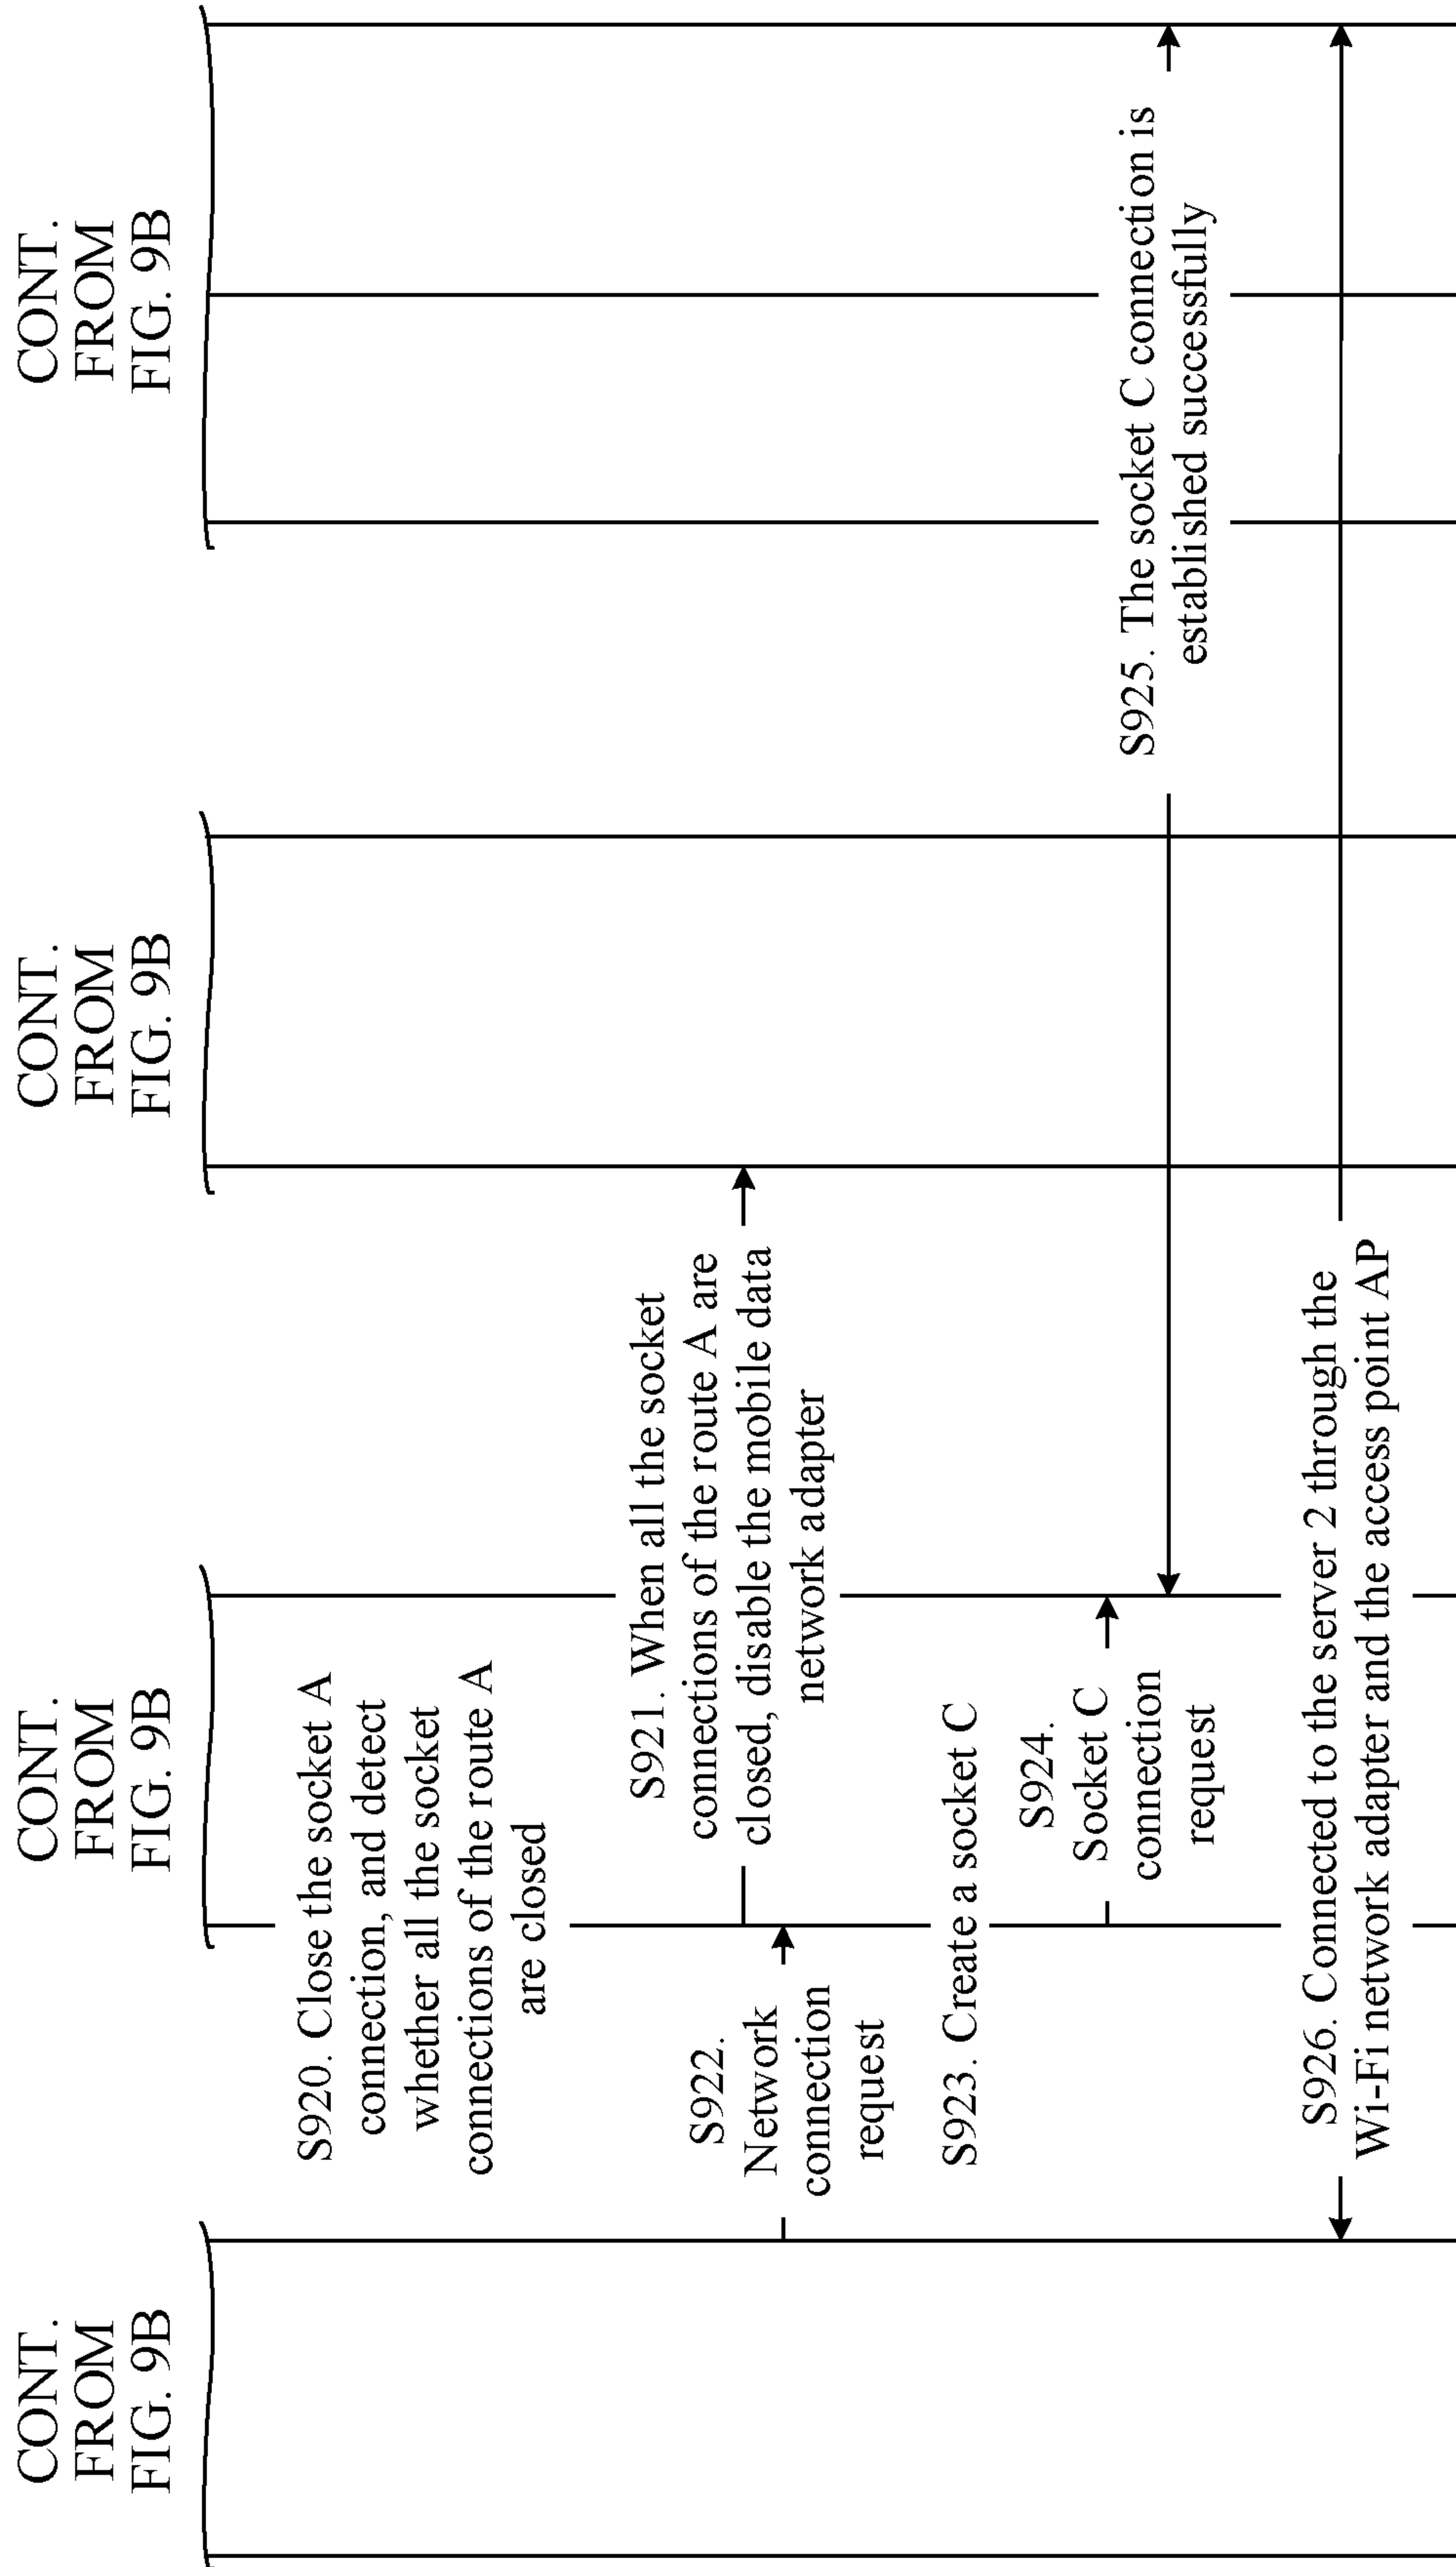 CONT.
FROM
FIG. 9B
CONT.
FROM
FIG. 9B
CONT.
FROM
FIG. 9B
CONT.
FROM
FIG. 9B
S920. Close the socket A
connection, and detect
whether all the socket
connections of the route A
are closed
S921. When all the socket
connections of the route A are
closed, disable the mobile data
network adapter
S922.
Network
connection
request
S923. Create a socket C
S924.
Socket C
connection
request
S925. The socket C connection is
established successfully
S926. Connected to the server 2 through the
Wi-Fi network adapter and the access point AP